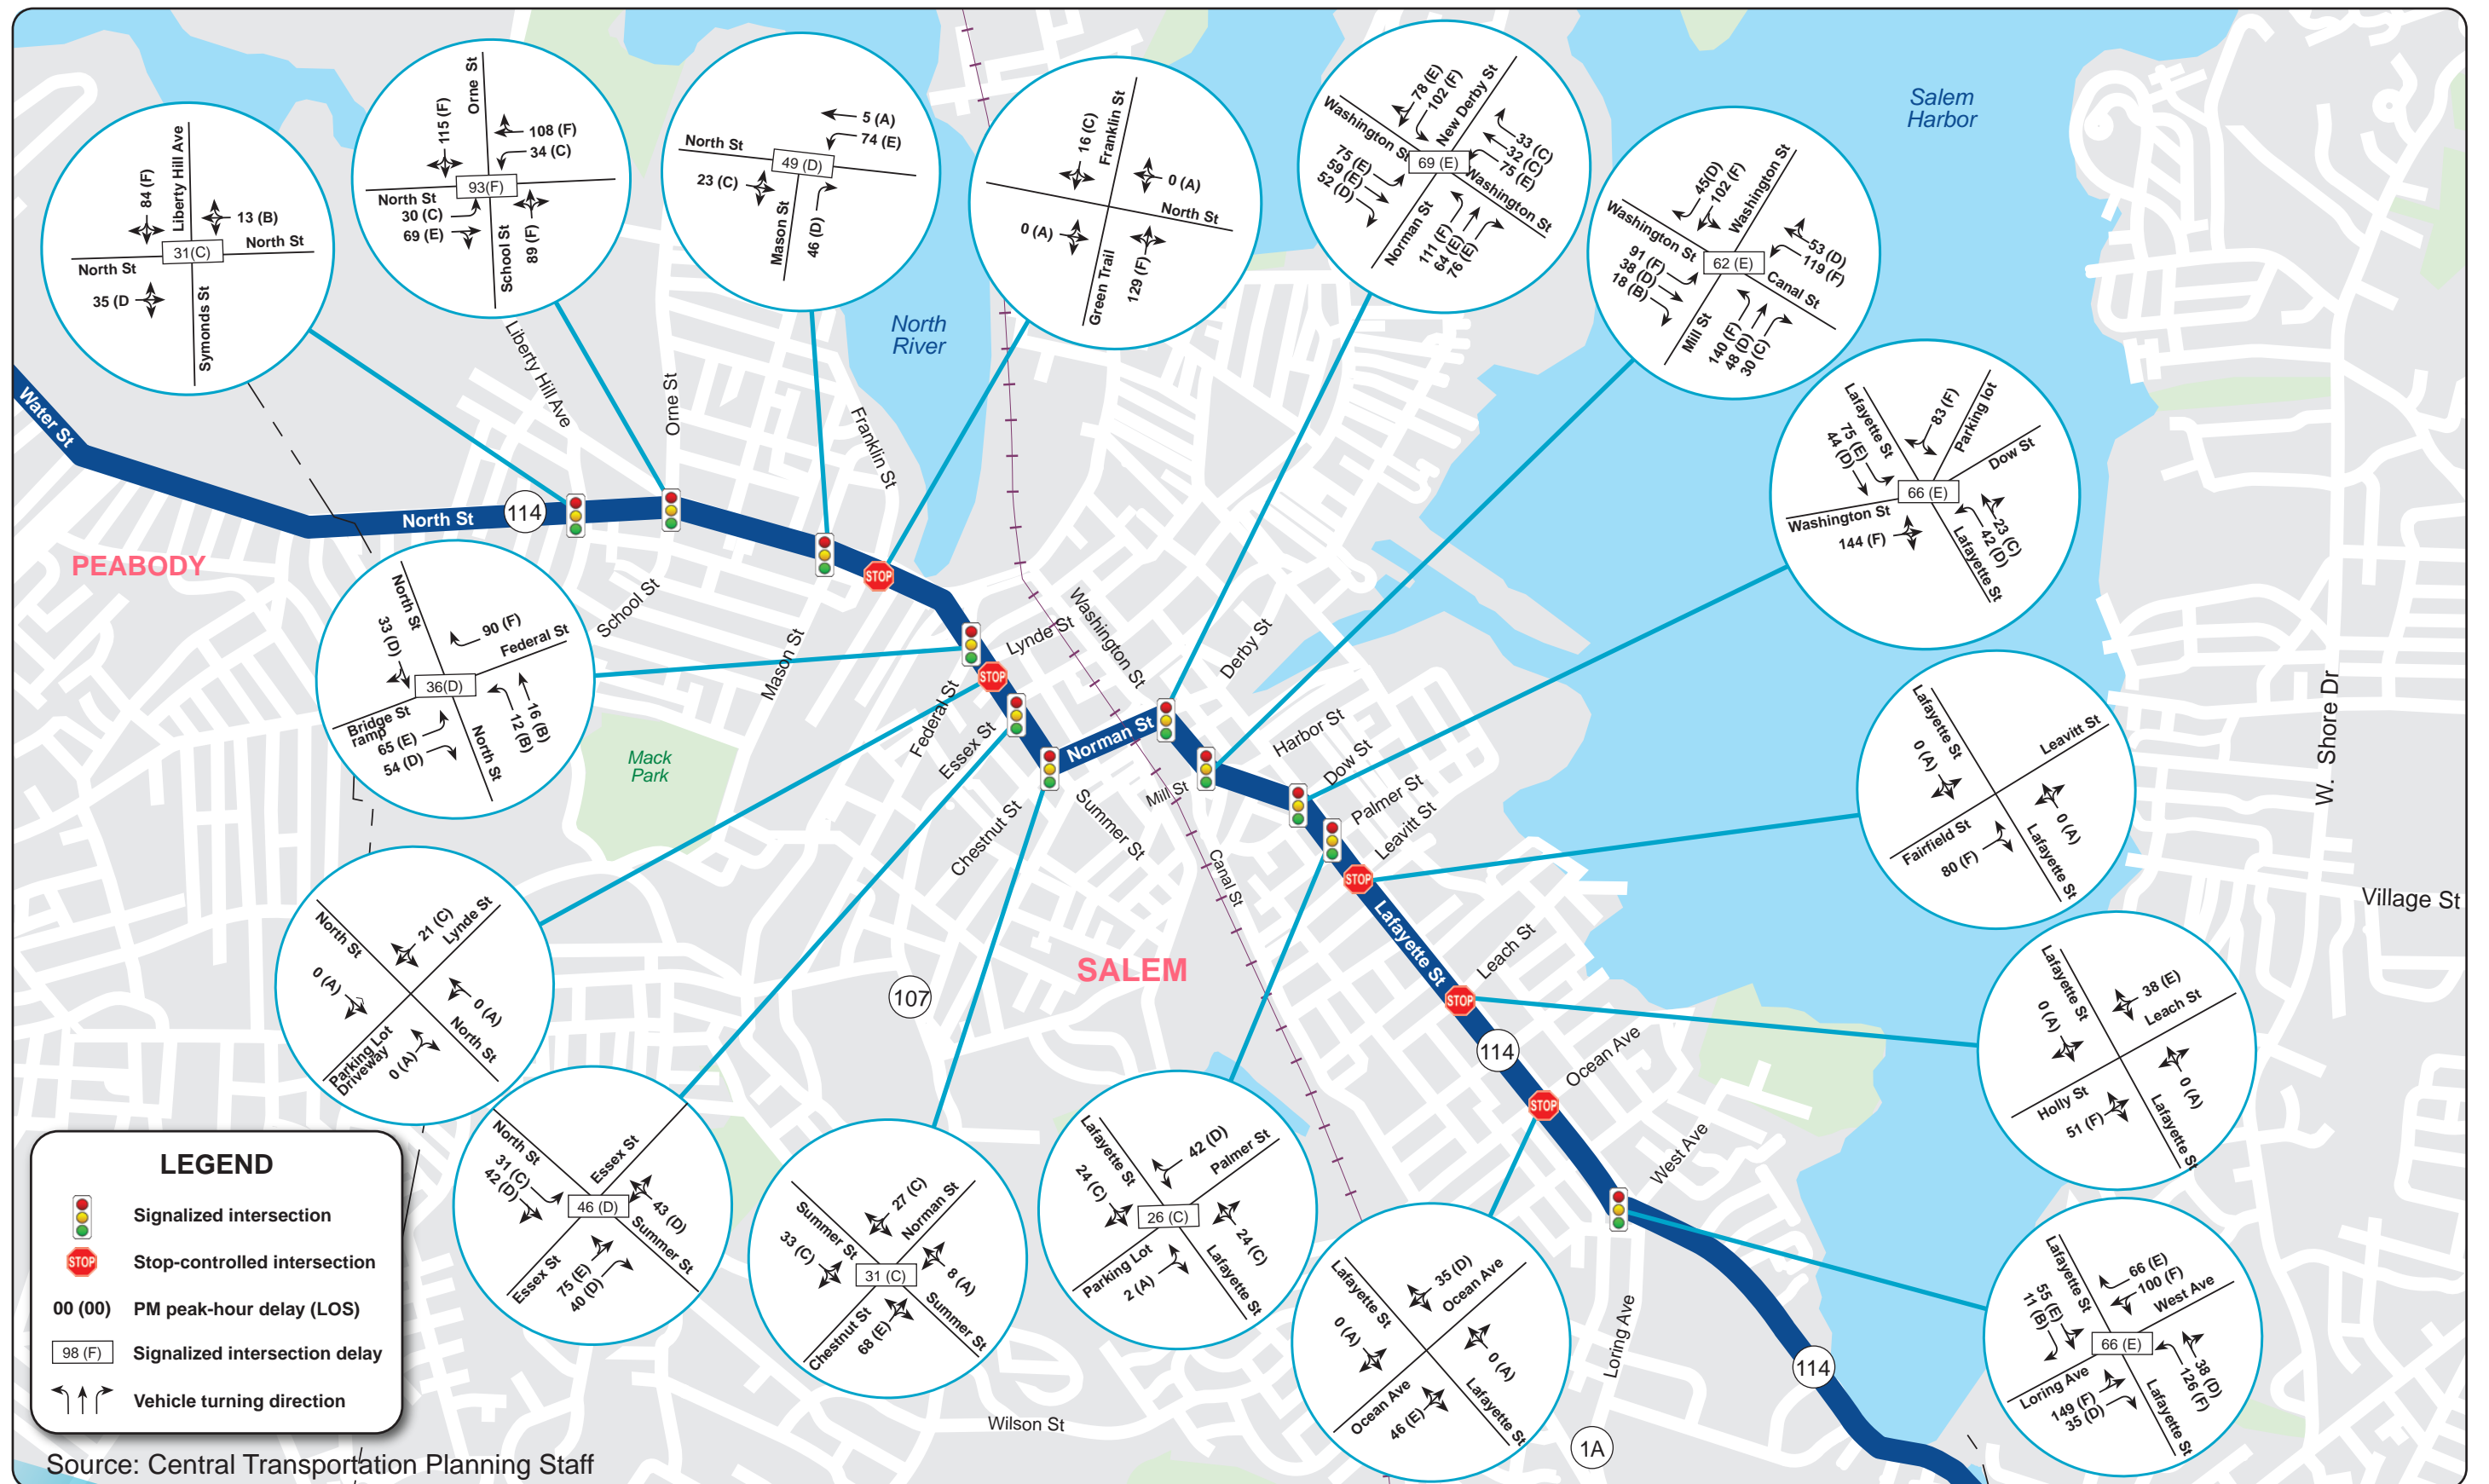 Liberty Hill Ave
84 (F)
13 (B)
31(C)
North St
North St
35 (D
Symonds St
Orne St
115 (F)
108 (F)
34 (C)
93(F)
North St
30 (C)
69 (E)
School St
89 (F)
5 (A)
74 (E)
North St
49 (D)
23 (C)
Mason St
46 (D)
16 (C)
Franklin St
0 (A)
North St
0 (A)
Green Trail
129 (F)
78 (E)
102 (F)
New Derby St
Washington St
33 (C)
32 (C)
75 (E)
69 (E)
75 (E)
59 (E)
52 (D)
Washington St
Norman St
111 (F)
64 (E)
76 (E)
45(D)
102 (F)
Washington St
Washington St
53 (D)
119 (F)
62 (E)
91 (F)
38 (D)
18 (B)
Canal St
Mill St
140 (F)
48 (D)
30 (C)
Salem
Harbor
Lafayette St
83 (F)
Parking lot
75 (E)
44 (D)
Dow St
66 (E)
Washington St
144 (F)
23 (C)
42 (D)
Lafayette St
North
River
Water St
Liberty Hill Ave
Orne St
Franklin St
North St
114
PEABODY
School St
Mason St
Lynde St
Washington St
Derby St
Federal St
Essex St
Norman St
Chestnut St
Summer St
Mill St
Canal St
Harbor St
Dow St
Palmer St
Leavitt St
STOP
STOP
STOP
STOP
STOP
Mack
Park
North St
33 (D)
90 (F)
Federal St
36(D)
Bridge St
ramp
65 (E)
54 (D)
16 (B)
12 (B)
North St
Lafayette St
0 (A)
Leavitt St
Fairfield St
80 (F)
0 (A)
Lafayette St
W. Shore Dr
Village St
North St
21 (C)
Lynde St
0 (A)
0 (A)
North St
Parking Lot
Driveway
0 (A)
107
SALEM
Lafayette St
Leach St
114
Ocean Ave
West Ave
Loring Ave
Lafayette St
38 (E)
Leach St
0 (A)
Holly St
51 (F)
0 (A)
Lafayette St
North St
Essex St
31 (C)
42 (D)
46 (D)
43 (D)
Summer St
Essex St
75 (E)
40 (D)
Summer St
27 (C)
Norman St
33 (C)
31 (C)
8 (A)
Summer St
Chestnut St
68 (E)
Lafayette St
42 (D)
Palmer St
24 (C)
26 (C)
24 (C)
Lafayette St
Parking Lot
2 (A)
Lafayette St
35 (D)
Ocean Ave
0 (A)
0 (A)
Ocean Ave
46 (E)
Lafayette St
Lafayette St
66 (E)
100 (F)
West Ave
55 (E)
11 (B)
66 (E)
Loring Ave
149 (F)
35 (D)
38 (D)
126 (F)
Lafayette St
114
1A
Wilson St
LEGEND
Signalized intersection
STOP
Stop-controlled intersection
00 (00)
PM peak-hour delay (LOS)
98 (F)
Signalized intersection delay
Vehicle turning direction
Source: Central Transportation Planning Staff